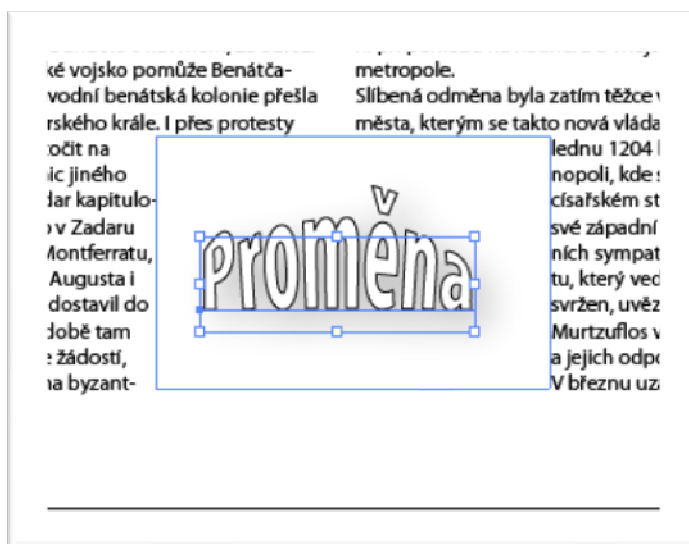 ké vojsko pomůže Benátča-
vodní benátská kolonie přešla
rského krále. I přes protesty
očit na
ic jiného
dar kapitulo-
v Zadaru
Montferratu,
Augusta i
dostavil do
době tam
žádostí,
na byzant-
Proměna
metropole.
Slíbená odměna byla zatím těžce
města, kterým se takto nová vláda
lednu 1204
nopoli, kde
císařském st
své západní
ních sympat
tu, který ved
svržen, uvěz
Murtzuflos v
a jejich odpo
V březnu uza